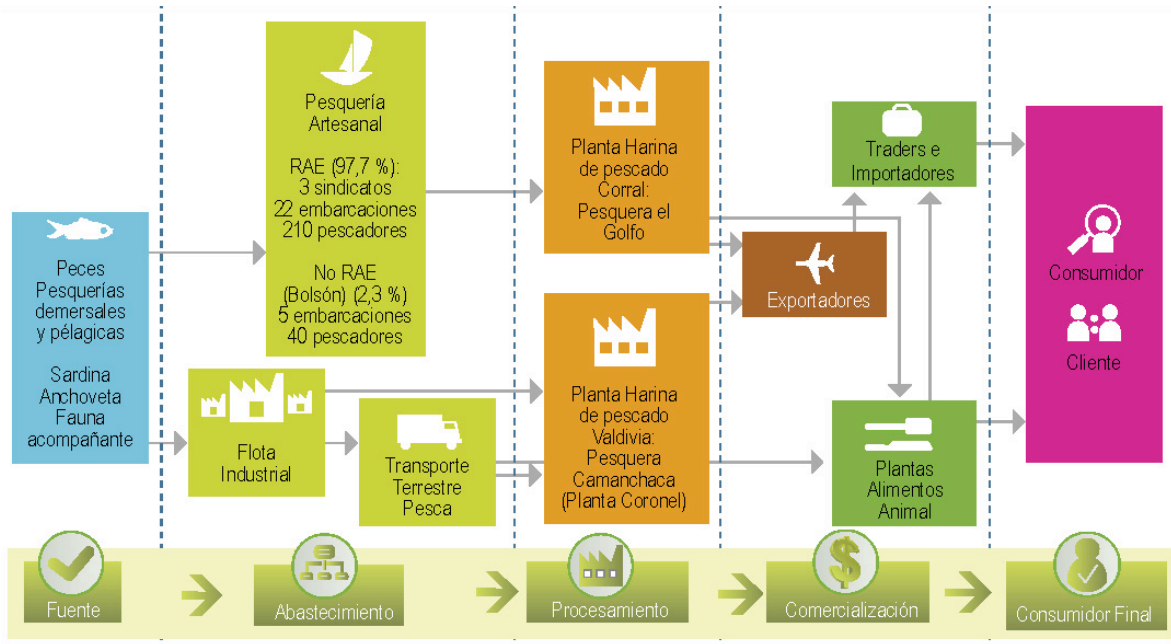 Peces
Pesquerías
demersales
y pélagicas
Sardina
Anchoveta
Fauna
acompañante
Pesquería
Artesanal
RAE (97,7 %):
3 sindicatos
22 embarcaciones
210 pescadores
No RAE
(Bolsón) (2,3 %)
5 embarcaciones
40 pescadores
Flota
Industrial
Transporte
Terrestre
Pesca
Planta Harina
de pescado
Corral:
Pesquera el
Golfo
Planta Harina
de pescado
Valdivia:
Pesquera
Camanchaca
(Planta Coronel)
Exportadores
Traders e
Importadores
Plantas
Alimentos
Animal
Consumidor
Cliente
Fuente
Abastecimiento
Procesamiento
$
Comercialización
Consumidor Final